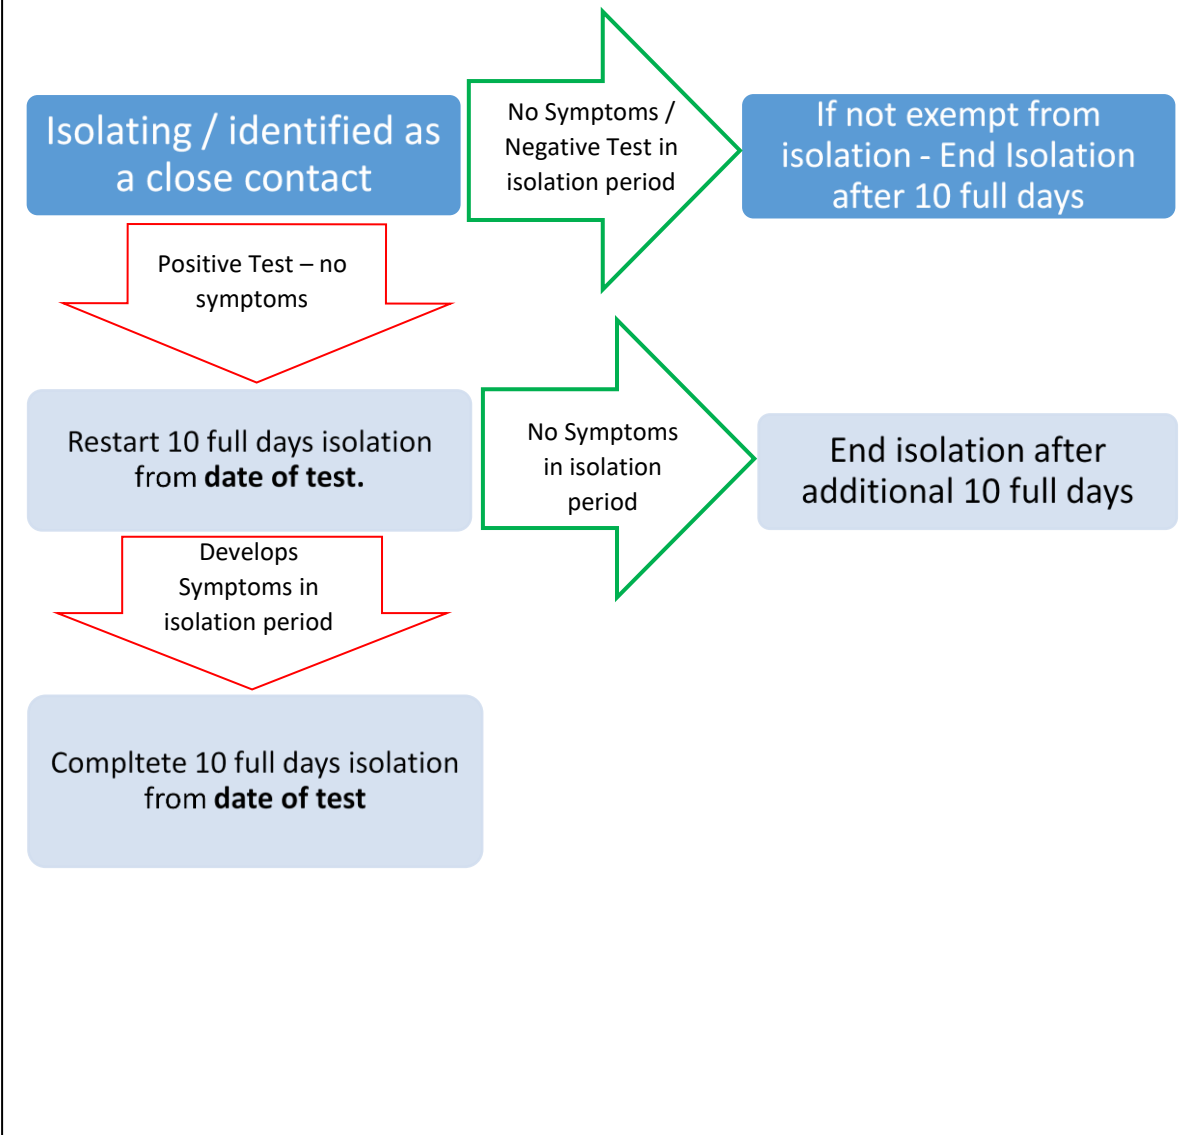 Isolating / identified as
a close contact
No Symptoms /
Negative Test in
isolation period
If not exempt from
isolation - End Isolation
after 10 full days
Positive Test – no
symptoms
Restart 10 full days isolation
from date of test.
No Symptoms
in isolation
period
End isolation after
additional 10 full days
Develops
Symptoms in
isolation period
Compltete 10 full days isolation
from date of test